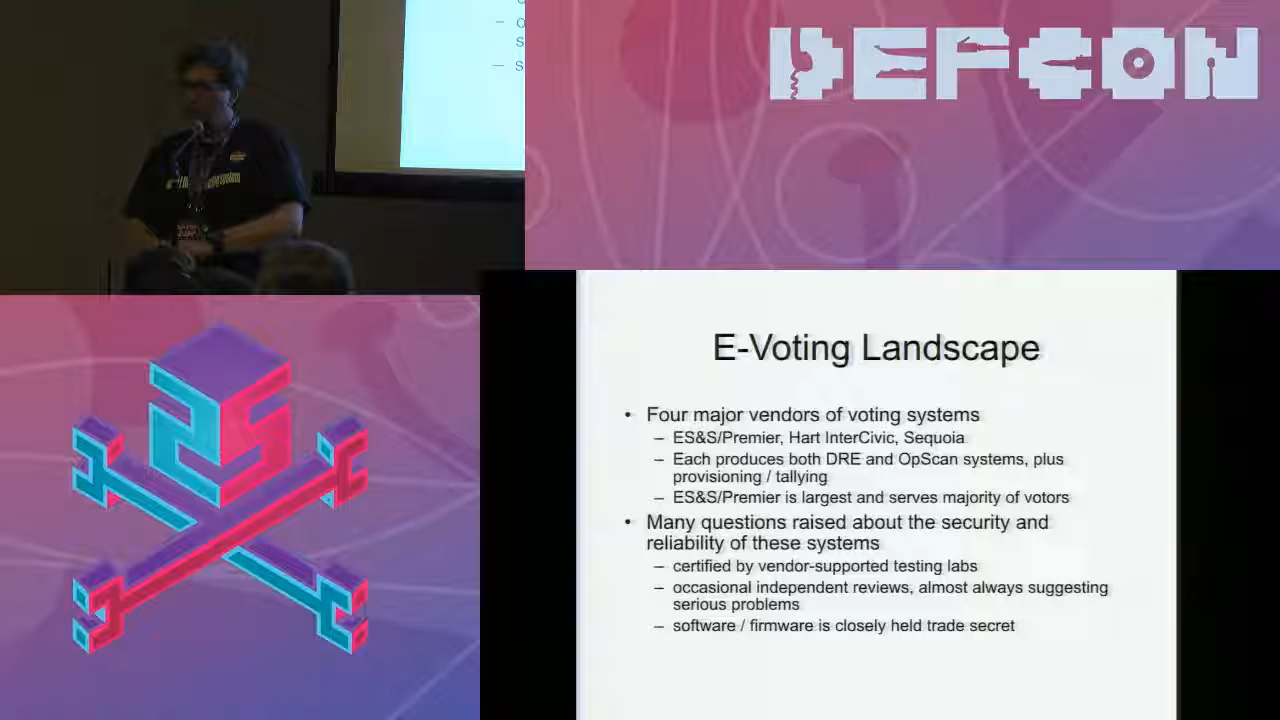 DEFCON
E-Voting Landscape
• Four major vendors of voting systems
– ES&S/Premier, Hart InterCivic, Sequoia
– Each produces both DRE and OpScan systems, plus
provisioning / tallying
– ES&S/Premier is largest and serves majority of votors
• Many questions raised about the security and
reliability of these systems
– certified by vendor-supported testing labs
– occasional independent reviews, almost always suggesting
serious problems
– software / firmware is closely held trade secret